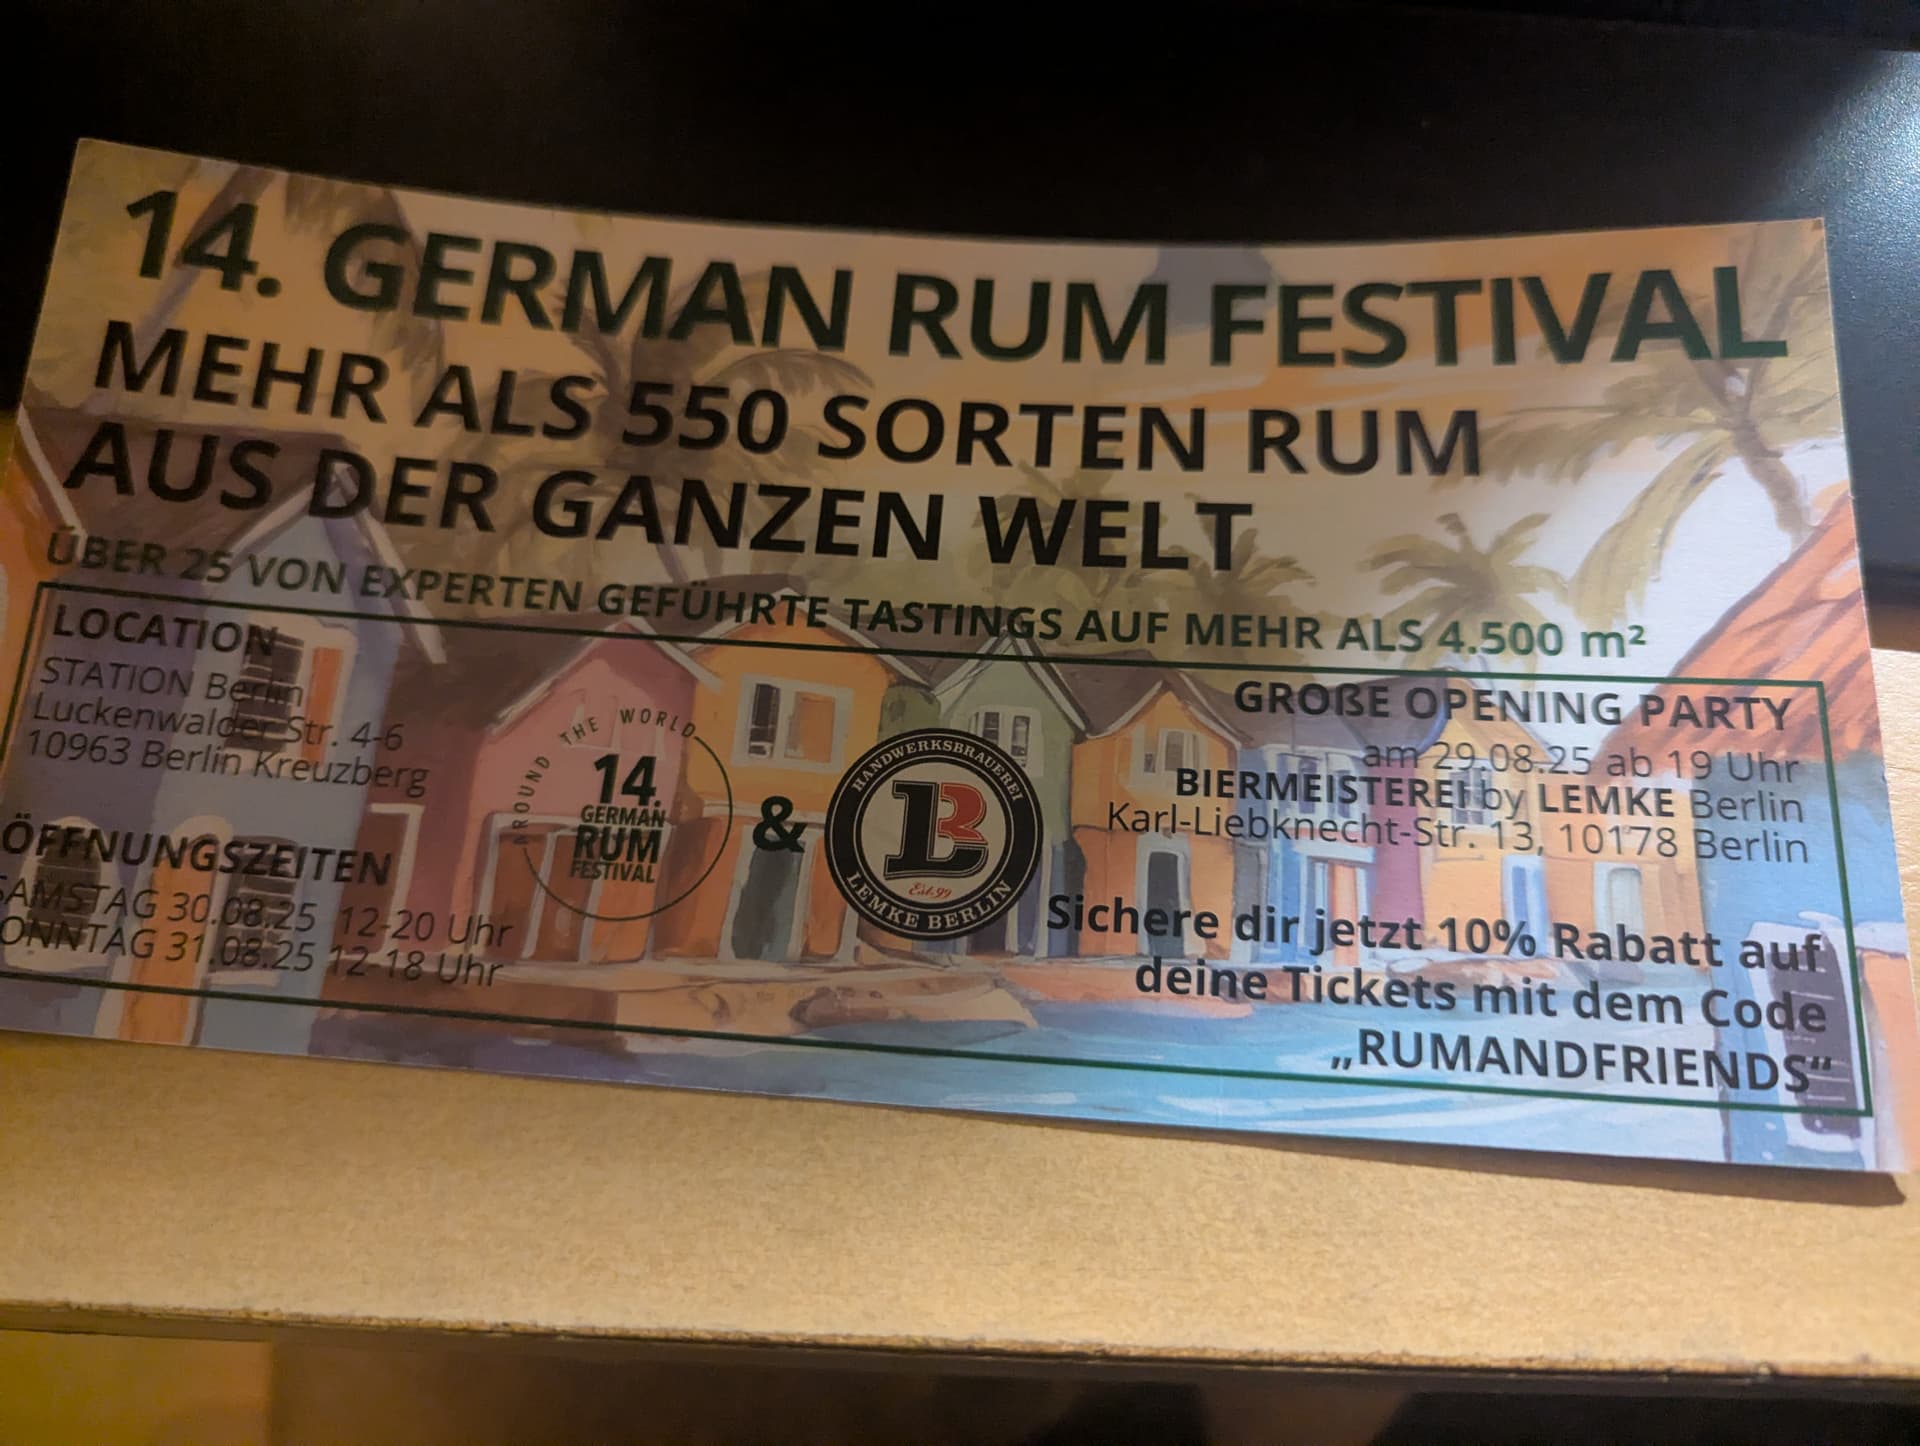 14. GERMAN RUM FESTIVAL
MEHR ALS 550 SORTEN RUM
AUS DER GANZEN WELT
ÜBER 25 VON EXPERTEN GEFÜHRTE TASTINGS AUF MEHR ALS 4.500 m²
LOCATION
STATION Berlin
Luckenwalder Str. 4-6
10963 Berlin Kreuzberg
ÖFFNUNGSZEITEN
SAMSTAG 30.08.25 12-20 Uhr
ONNTAG 31.08.25 12-18 Uhr
AROUND THE WORLD
14.
GERMAN
RUM
FESTIVAL
&
HANDWERKSBRAUEREI
LB
Est. 99
LEMKE BERLIN
GROßE OPENING PARTY
am 29.08.25 ab 19 Uhr
BIERMEISTEREI by LEMKE Berlin
Karl-Liebknecht-Str. 13, 10178 Berlin
Sichere dir jetzt 10% Rabatt auf
deine Tickets mit dem Code
„RUMANDFRIENDS“